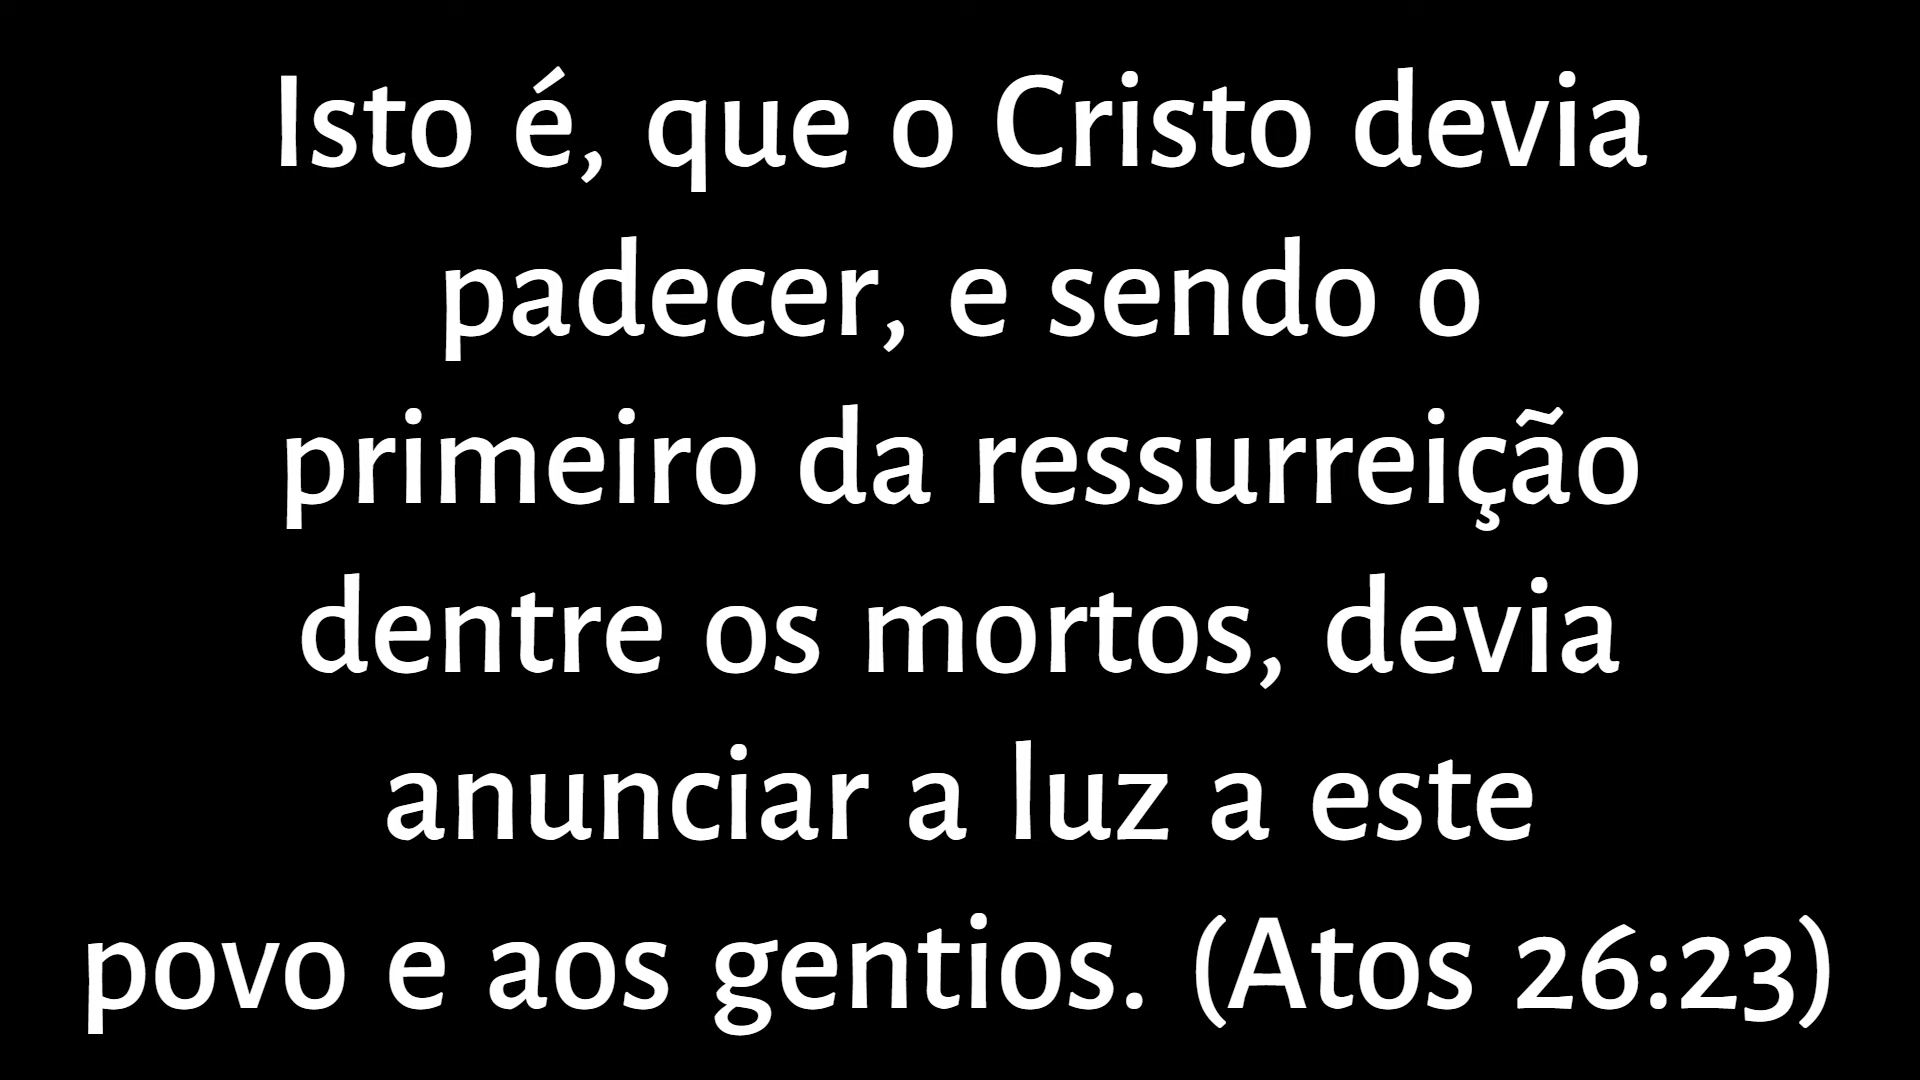 Isto é, que o Cristo devia
padecer, e sendo o
primeiro da ressurreição
dentre os mortos, devia
anunciar a luz a este
povo e aos gentios. (Atos 26:23)